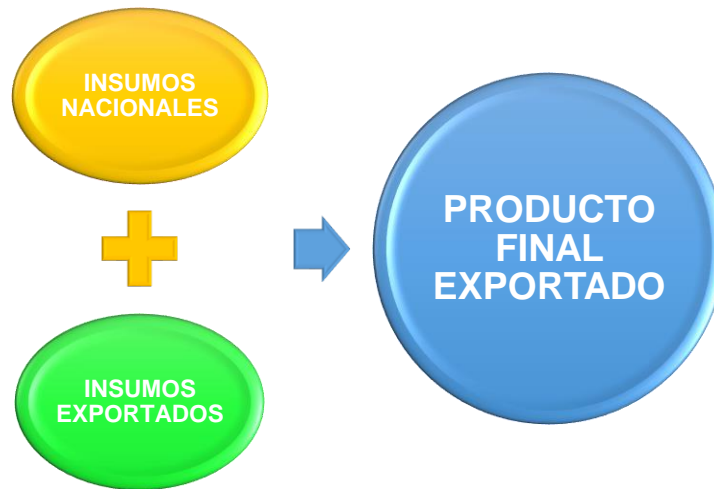 INSUMOS
NACIONALES
INSUMOS
EXPORTADOS
PRODUCTO
FINAL
EXPORTADO